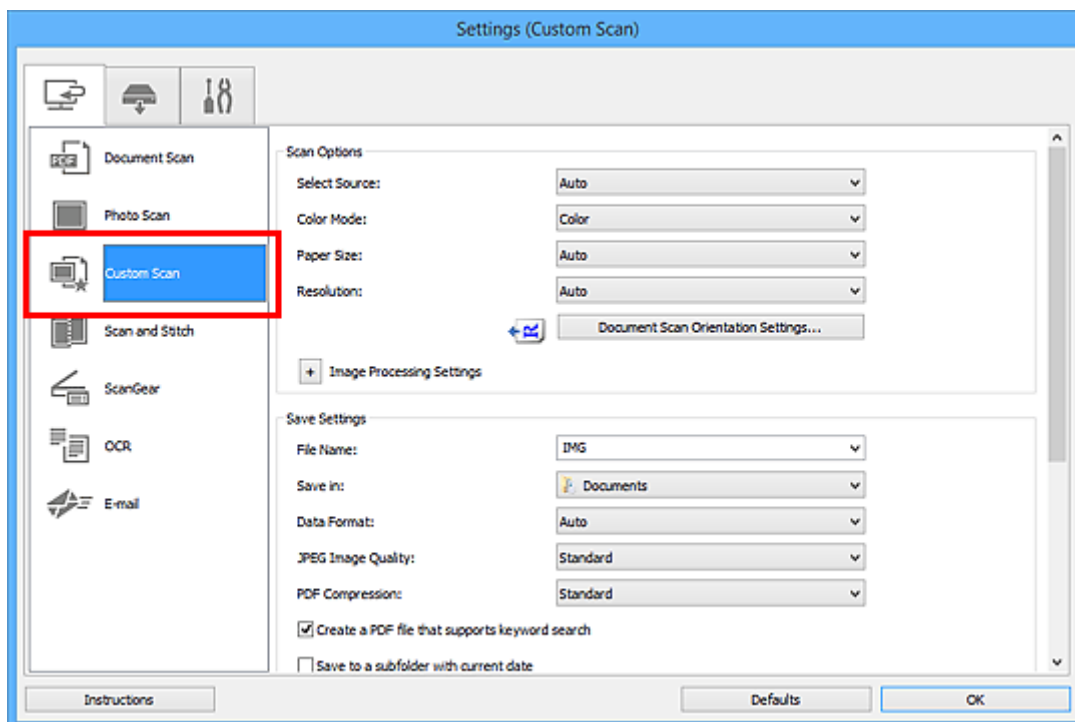 Settings (Custom Scan)
PDF
Document Scan
Photo Scan
Custom Scan
Scan and Stitch
ScanGear
OCR
E-mail
Scan Options
Select Source: Auto
Color Mode: Color
Paper Size: Auto
Resolution: Auto
Document Scan Orientation Settings...
+ Image Processing Settings
Save Settings
File Name: IMG
Save in: Documents
Data Format: Auto
JPEG Image Quality: Standard
PDF Compression: Standard
Create a PDF file that supports keyword search
Save to a subfolder with current date
Instructions Defaults OK